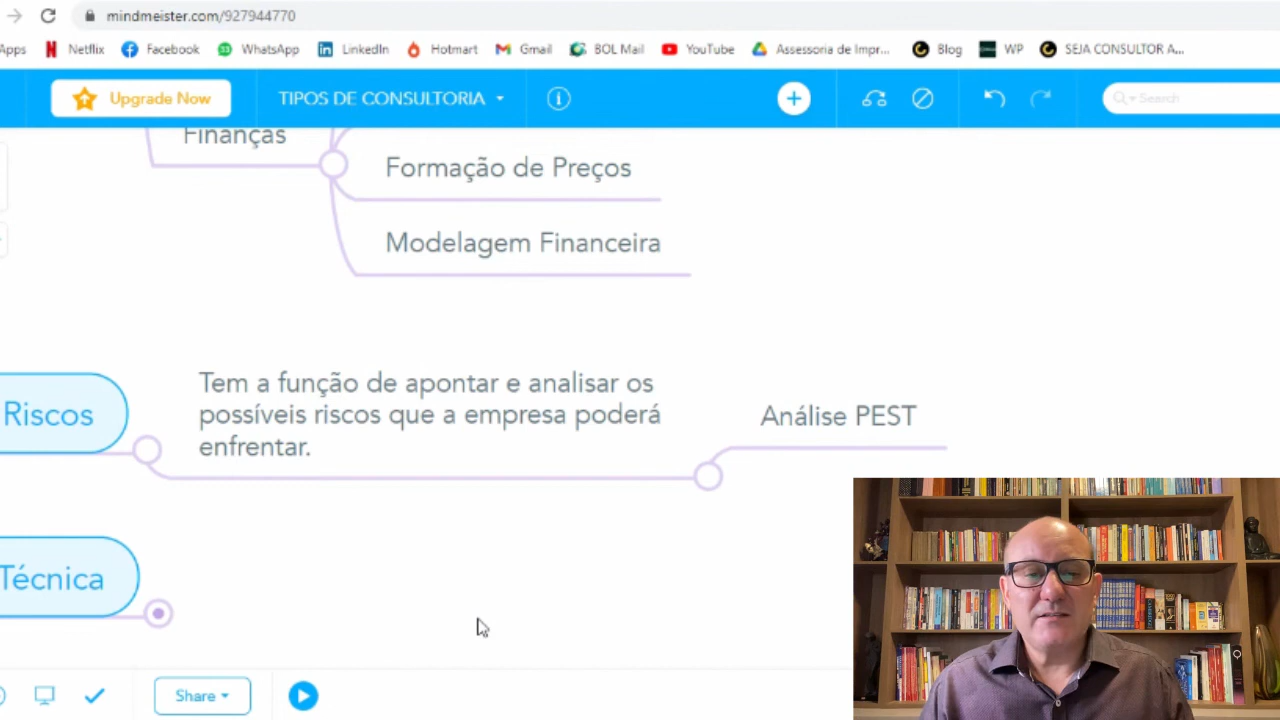 mindmeister.com/927944770
Apps Netflix Facebook WhatsApp LinkedIn Hotmart Gmail BOL Mail YouTube Assessoria de Impr... Blog WP SEJA CONSULTOR A...
Upgrade Now TIPOS DE CONSULTORIA Search
Finanças
Formação de Preços
Modelagem Financeira
Riscos
Tem a função de apontar e analisar os
possíveis riscos que a empresa poderá
enfrentar.
Análise PEST
Técnica
Share